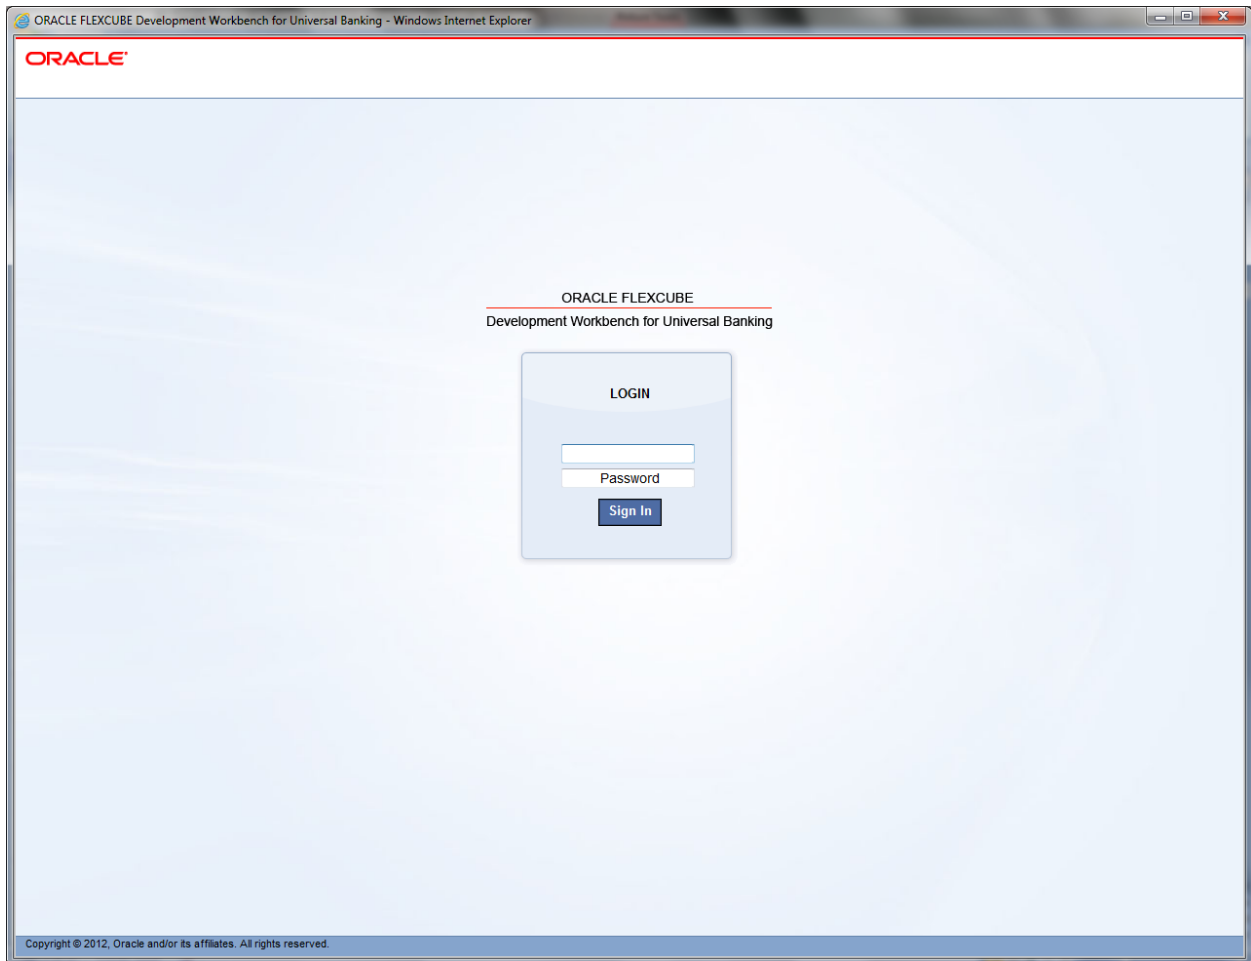 ORACLE FLEXCUBE Development Workbench for Universal Banking - Windows Internet Explorer
ORACLE
ORACLE FLEXCUBE
Development Workbench for Universal Banking
LOGIN
Password
Sign In
Copyright © 2012, Oracle and/or its affiliates. All rights reserved.